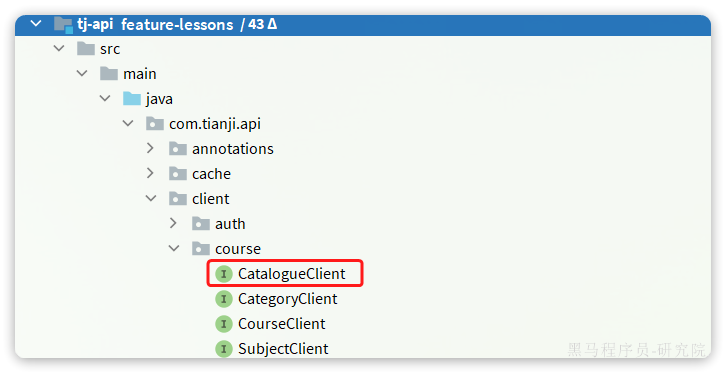 tj-api feature-lessons / 43 Δ
src
main
java
com.tianji.api
annotations
cache
client
auth
course
I CatalogueClient
I CategoryClient
I CourseClient
I SubjectClient
黑马程序员-研究院